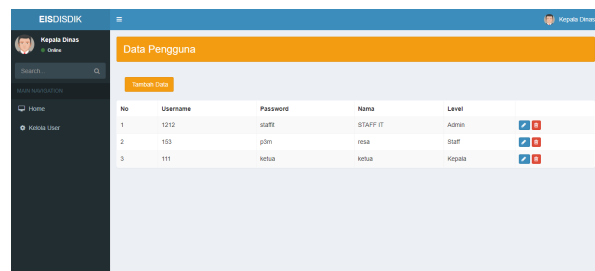 EISDISDIK
Kepala Dinas
Kepala Dinas
Online
Search...
MAIN NAVIGATION
Home
Kelola User
Data Pengguna
Tambah Data
No Username Password Nama Level
1 1212 staffit STAFF IT Admin
2 153 p3m resa Staff
3 111 ketua ketua Kepala